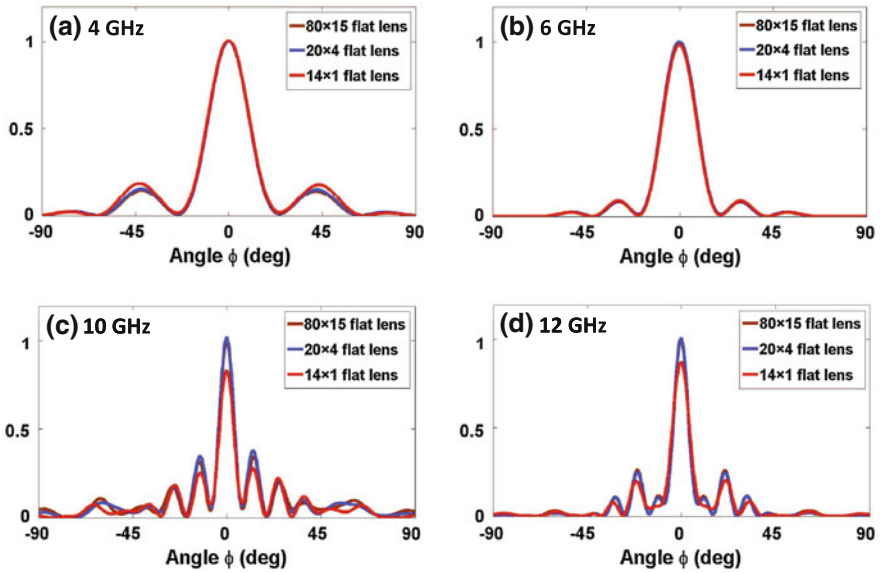 (a) 4 GHz
80×15 flat lens
20×4 flat lens
14×1 flat lens
1
0.5
0
-90 -45 0 45 90
Angle ϕ (deg)
(b) 6 GHz
80×15 flat lens
20×4 flat lens
14×1 flat lens
1
0.5
0
-90 -45 0 45 90
Angle ϕ (deg)
(c) 10 GHz
80×15 flat lens
20×4 flat lens
14×1 flat lens
1
0.5
0
-90 -45 0 45 90
Angle ϕ (deg)
(d) 12 GHz
80×15 flat lens
20×4 flat lens
14×1 flat lens
1
0.5
0
-90 -45 0 45 90
Angle ϕ (deg)